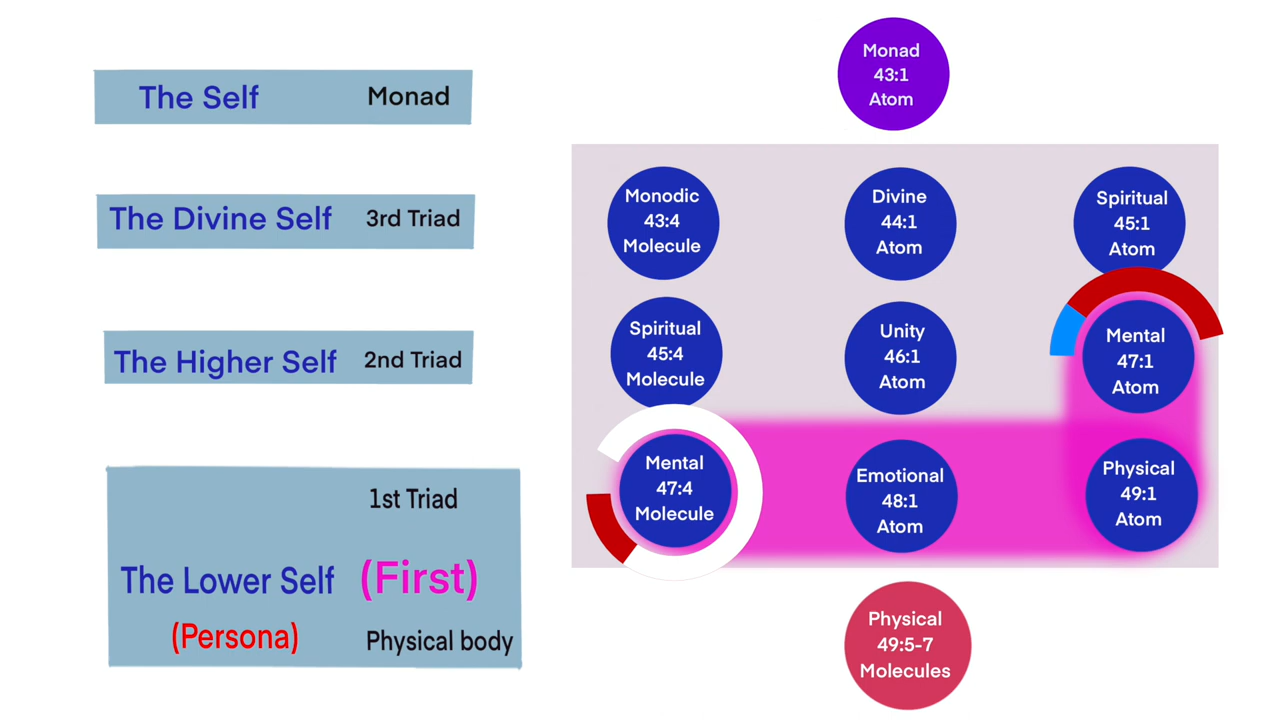 The Self Monad
The Divine Self 3rd Triad
The Higher Self 2nd Triad
1st Triad
The Lower Self (First)
(Persona) Physical body
Monad
43:1
Atom
Monodic
43:4
Molecule
Divine
44:1
Atom
Spiritual
45:1
Atom
Spiritual
45:4
Molecule
Unity
46:1
Atom
Mental
47:1
Atom
Mental
47:4
Molecule
Emotional
48:1
Atom
Physical
49:1
Atom
Physical
49:5-7
Molecules